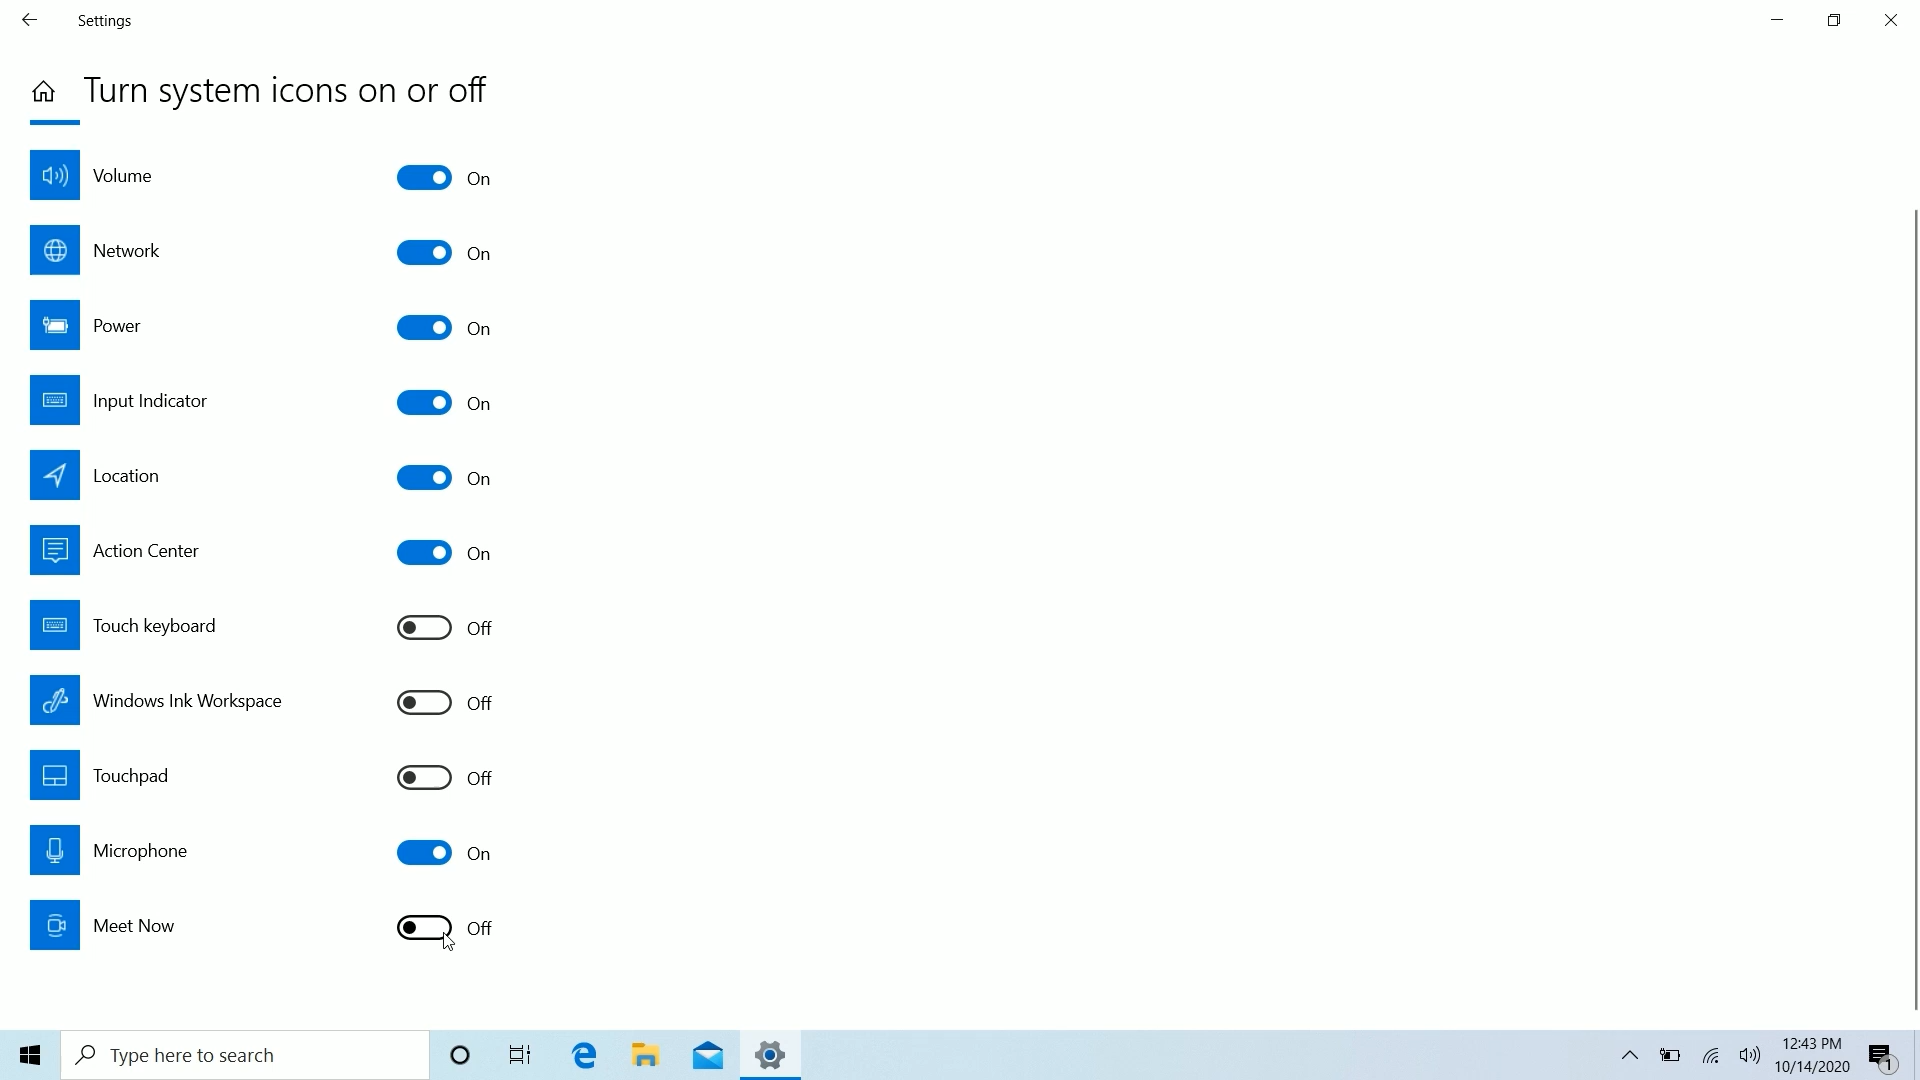 Settings
Turn system icons on or off
Volume On
Network On
Power On
Input Indicator On
Location On
Action Center On
Touch keyboard Off
Windows Ink Workspace Off
Touchpad Off
Microphone On
Meet Now Off
Type here to search
12:43 PM
10/14/2020
1